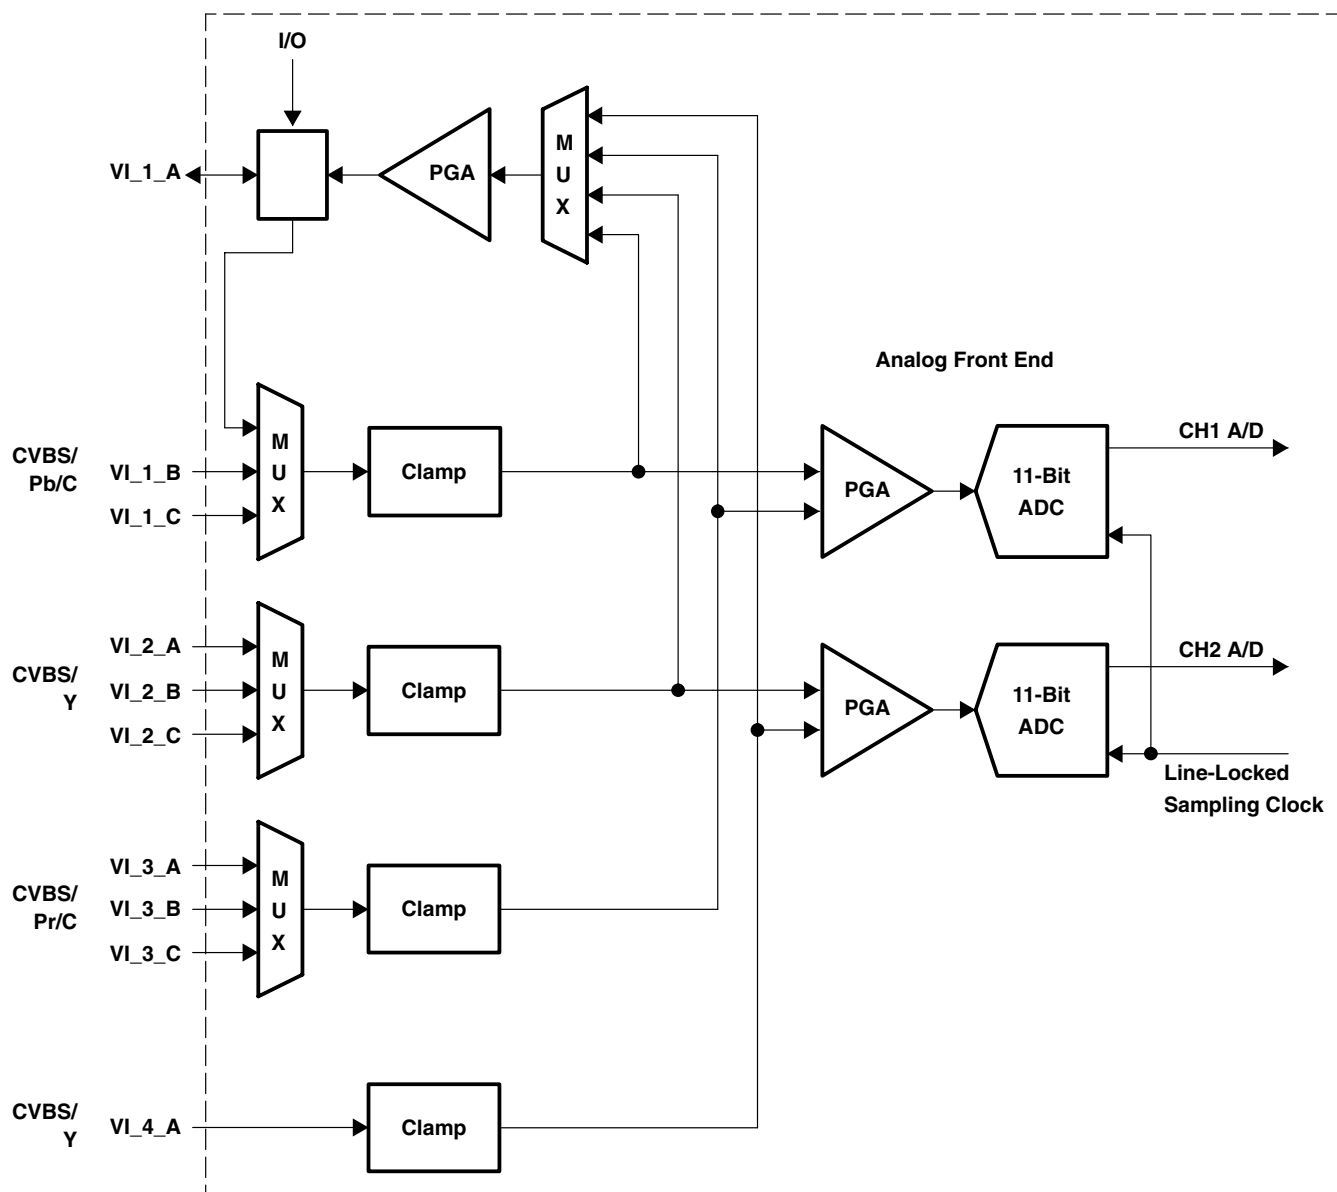 I/O
VI_1_A
PGA
M
U
X
Analog Front End
CVBS/
Pb/C
VI_1_B
VI_1_C
M
U
X
Clamp
PGA
11-Bit
ADC
CH1 A/D
CVBS/
Y
VI_2_A
VI_2_B
VI_2_C
M
U
X
Clamp
PGA
11-Bit
ADC
CH2 A/D
Line-Locked
Sampling Clock
CVBS/
Pr/C
VI_3_A
VI_3_B
VI_3_C
M
U
X
Clamp
CVBS/
Y
VI_4_A
Clamp